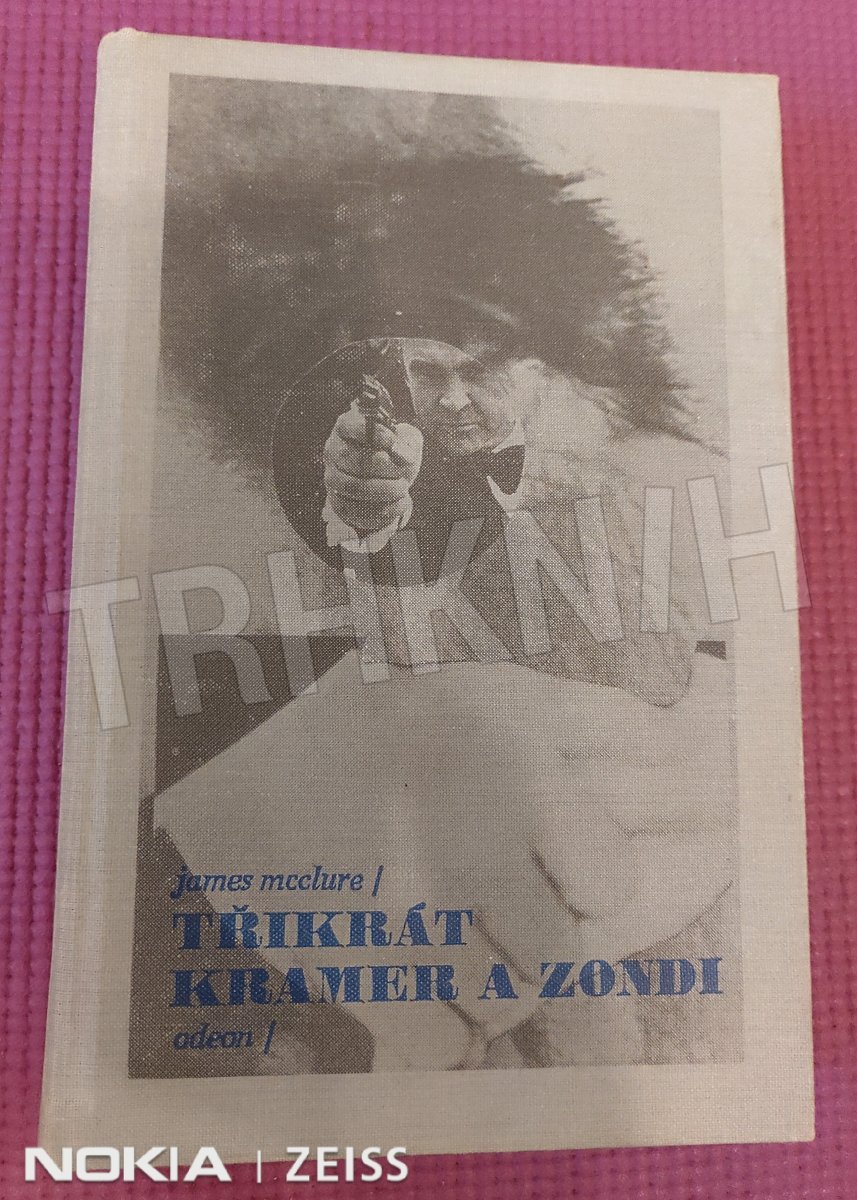 TRHKNIH
james mcclure /
TŘIKRÁT
KRAMER A ZONDI
odeon /
NOKIA | ZEISS